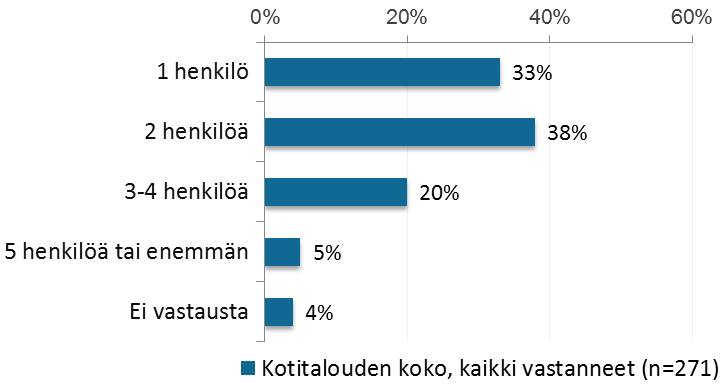 0% 20% 40% 60%
1 henkilö 33%
2 henkilöä 38%
3-4 henkilöä 20%
5 henkilöä tai enemmän 5%
Ei vastausta 4%
Kotitalouden koko, kaikki vastanneet (n=271)